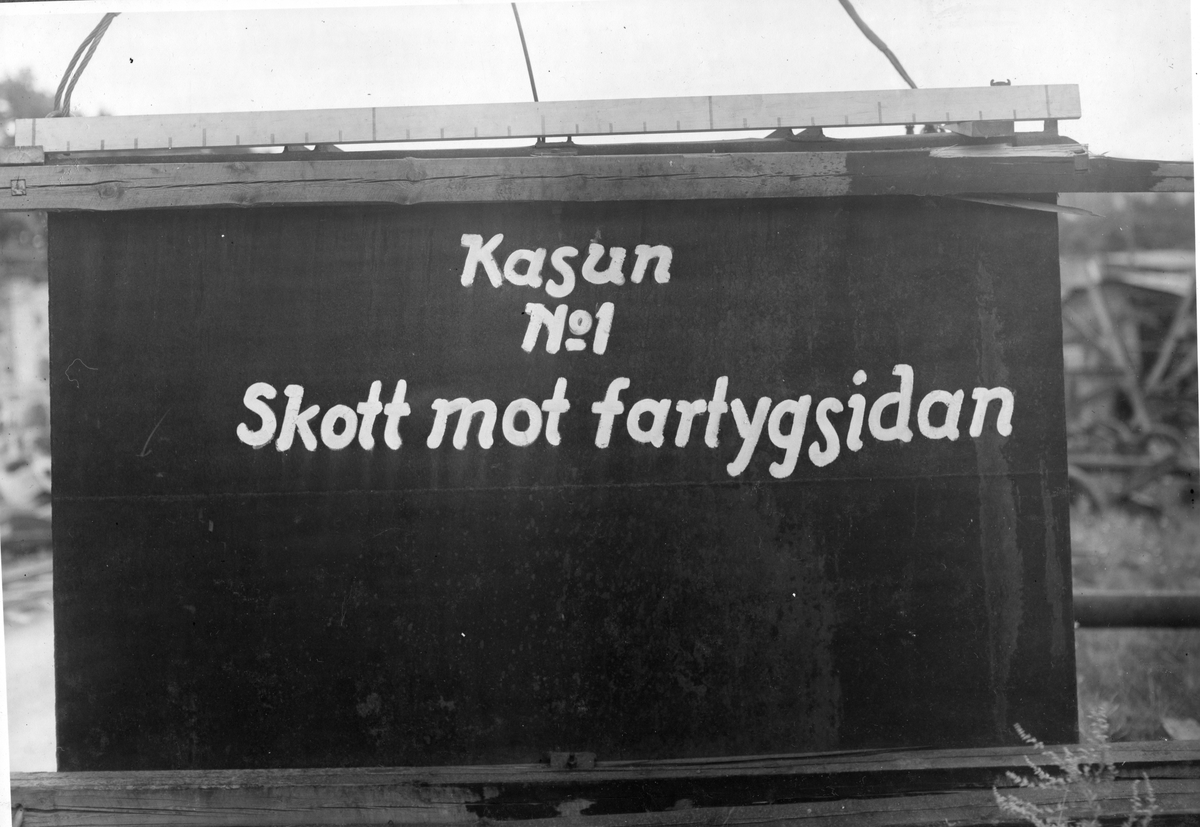 Kasun
No1
Skott mot fartygsidan